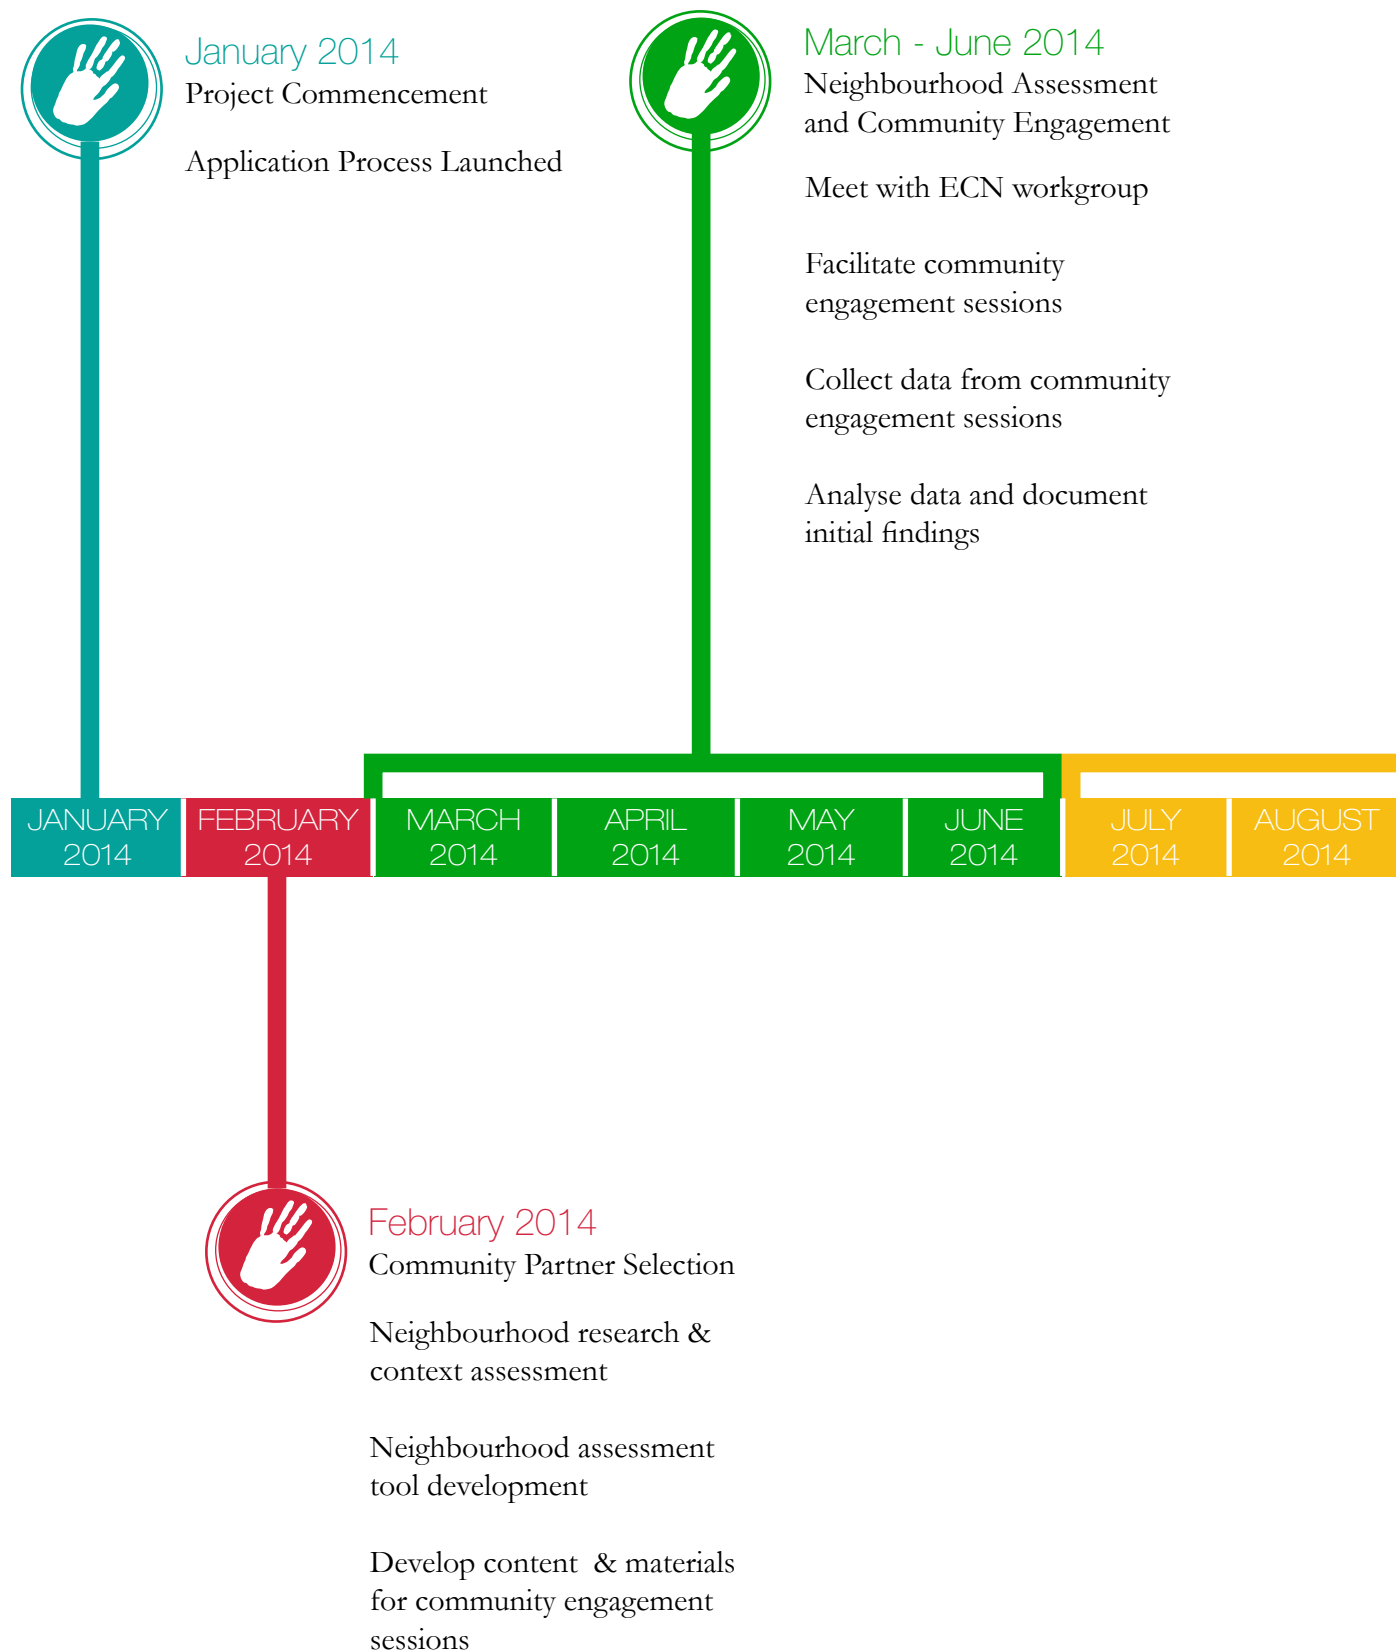 January 2014
Project Commencement
Application Process Launched
March - June 2014
Neighbourhood Assessment
and Community Engagement
Meet with ECN workgroup
Facilitate community
engagement sessions
Collect data from community
engagement sessions
Analyse data and document
initial findings
JANUARY
2014
FEBRUARY
2014
MARCH
2014
APRIL
2014
MAY
2014
JUNE
2014
JULY
2014
AUGUST
2014
February 2014
Community Partner Selection
Neighbourhood research &
context assessment
Neighbourhood assessment
tool development
Develop content & materials
for community engagement
sessions